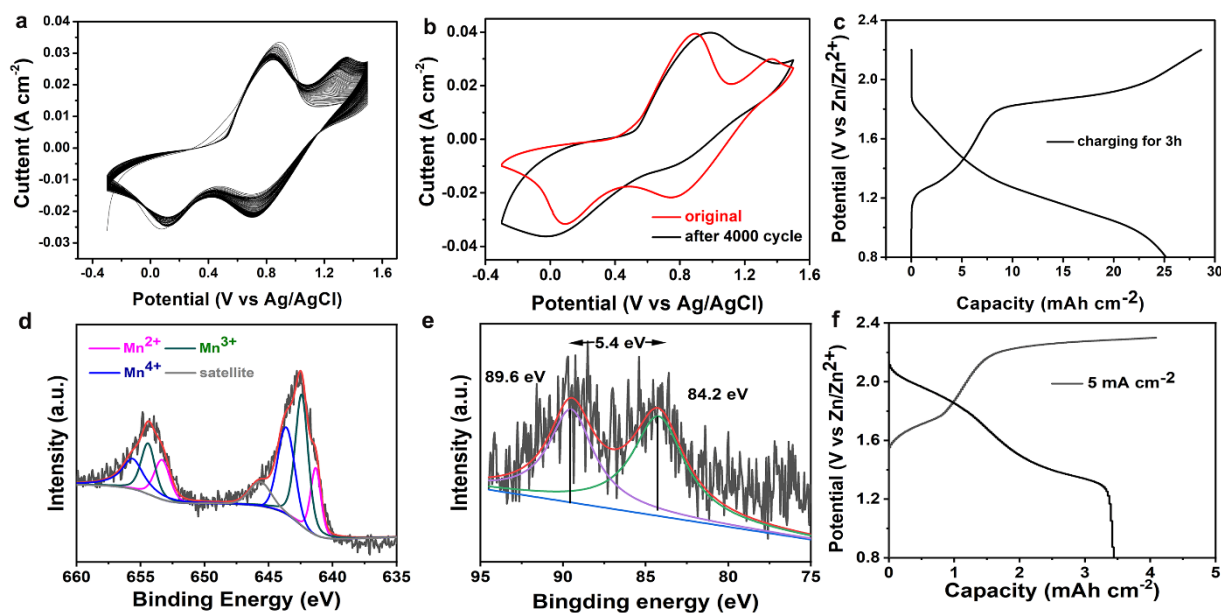 a
0.04
0.03
0.02
0.01
0.00
-0.01
-0.02
-0.03
Cuttent (A cm-2)
-0.4 0.0 0.4 0.8 1.2 1.6
Potential (V vs Ag/AgCl)
b
0.04
0.02
0.00
-0.02
-0.04
Cuttent (A cm-2)
original
after 4000 cycle
-0.4 0.0 0.4 0.8 1.2 1.6
Potential (V vs Ag/AgCl)
c
2.4
2.0
1.6
1.2
0.8
Potential (V vs Zn/Zn2+)
charging for 3h
0 5 10 15 20 25 30
Capacity (mAh cm-2)
d
Mn2+ Mn3+
Mn4+ satellite
Intensity (a.u.)
660 655 650 645 640 635
Binding Energy (eV)
e
5.4 eV
89.6 eV
84.2 eV
Intensity (a.u.)
95 90 85 80 75
Bingding energy (eV)
f
2.4
2.0
1.6
1.2
0.8
Potential (V vs Zn/Zn2+)
5 mA cm-2
0 1 2 3 4 5
Capacity (mAh cm-2)